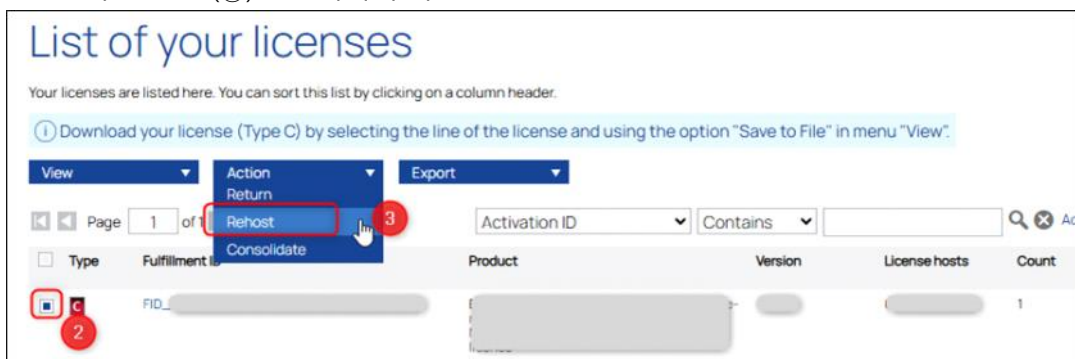 List of your licenses
Your licenses are listed here. You can sort this list by clicking on a column header.
Download your license (Type C) by selecting the line of the license and using the option "Save to File" in menu "View".
View Action Export
Return
Page 1 of 1 Rehost 3 Activation ID Contains
Consolidate
Type Fulfillment Product Version License hosts Count
C FID_ 1
2